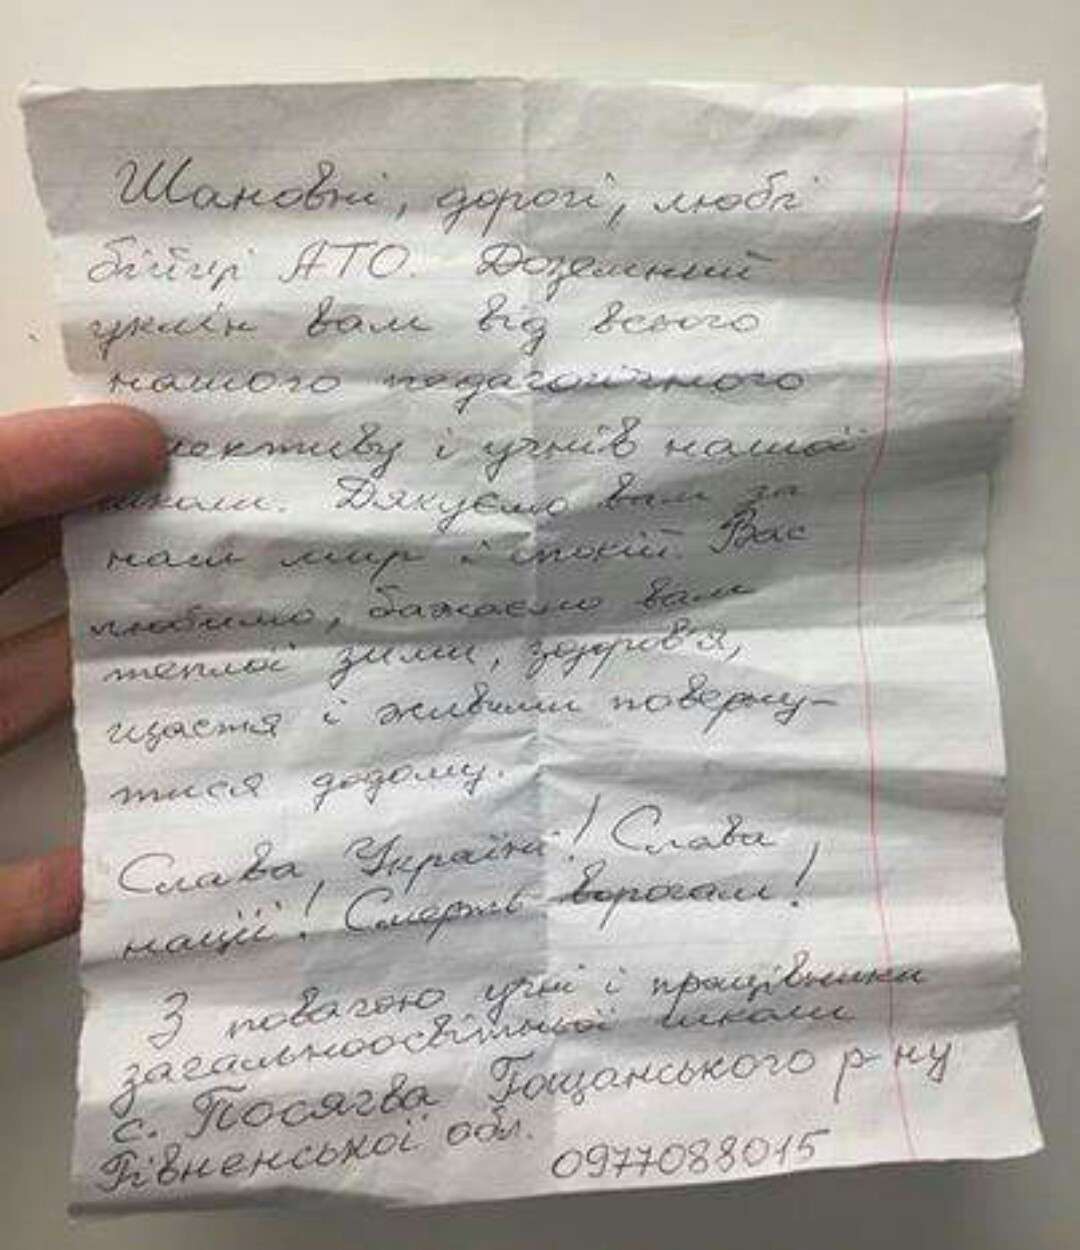 Шановні, дорогі, любі
бійці АТО. Доземний
уклін вам від всього
нашого педагогічного
лективу і учнів нашої
школи. Дякуємо вам за
наш мир і спокій. Вас
любимо, бажаємо вам
теплої зими, здоров'я,
щастя і живими поверну-
тися додому.
Слава Україні! Слава
нації! Смерть ворогам!
З повагою учні і працівники
загальноосвітньої школи
с. Посягва Гощанського р-ну
Рівненської обл.
0977088015